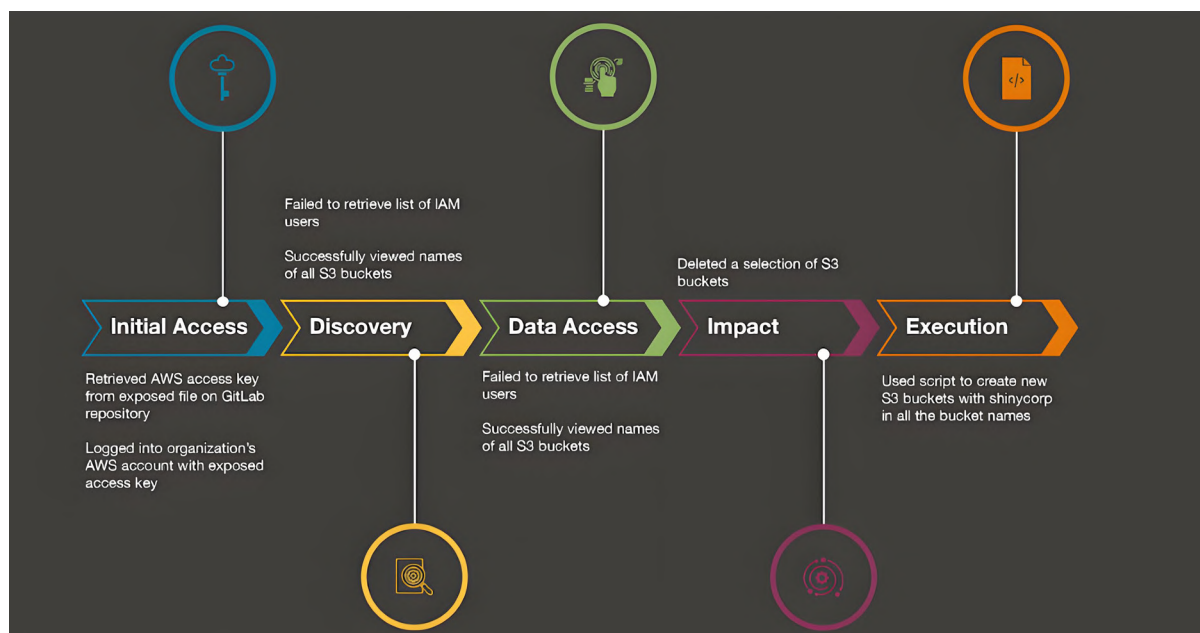 Failed to retrieve list of IAM
users
Successfully viewed names
of all S3 buckets
Deleted a selection of S3
buckets
Initial Access
Discovery
Data Access
Impact
Execution
Retrieved AWS access key
from exposed file on GitLab
repository
Logged into organization's
AWS account with exposed
access key
Failed to retrieve list of IAM
users
Successfully viewed names
of all S3 buckets
Used script to create new
S3 buckets with shinycorp
in all the bucket names